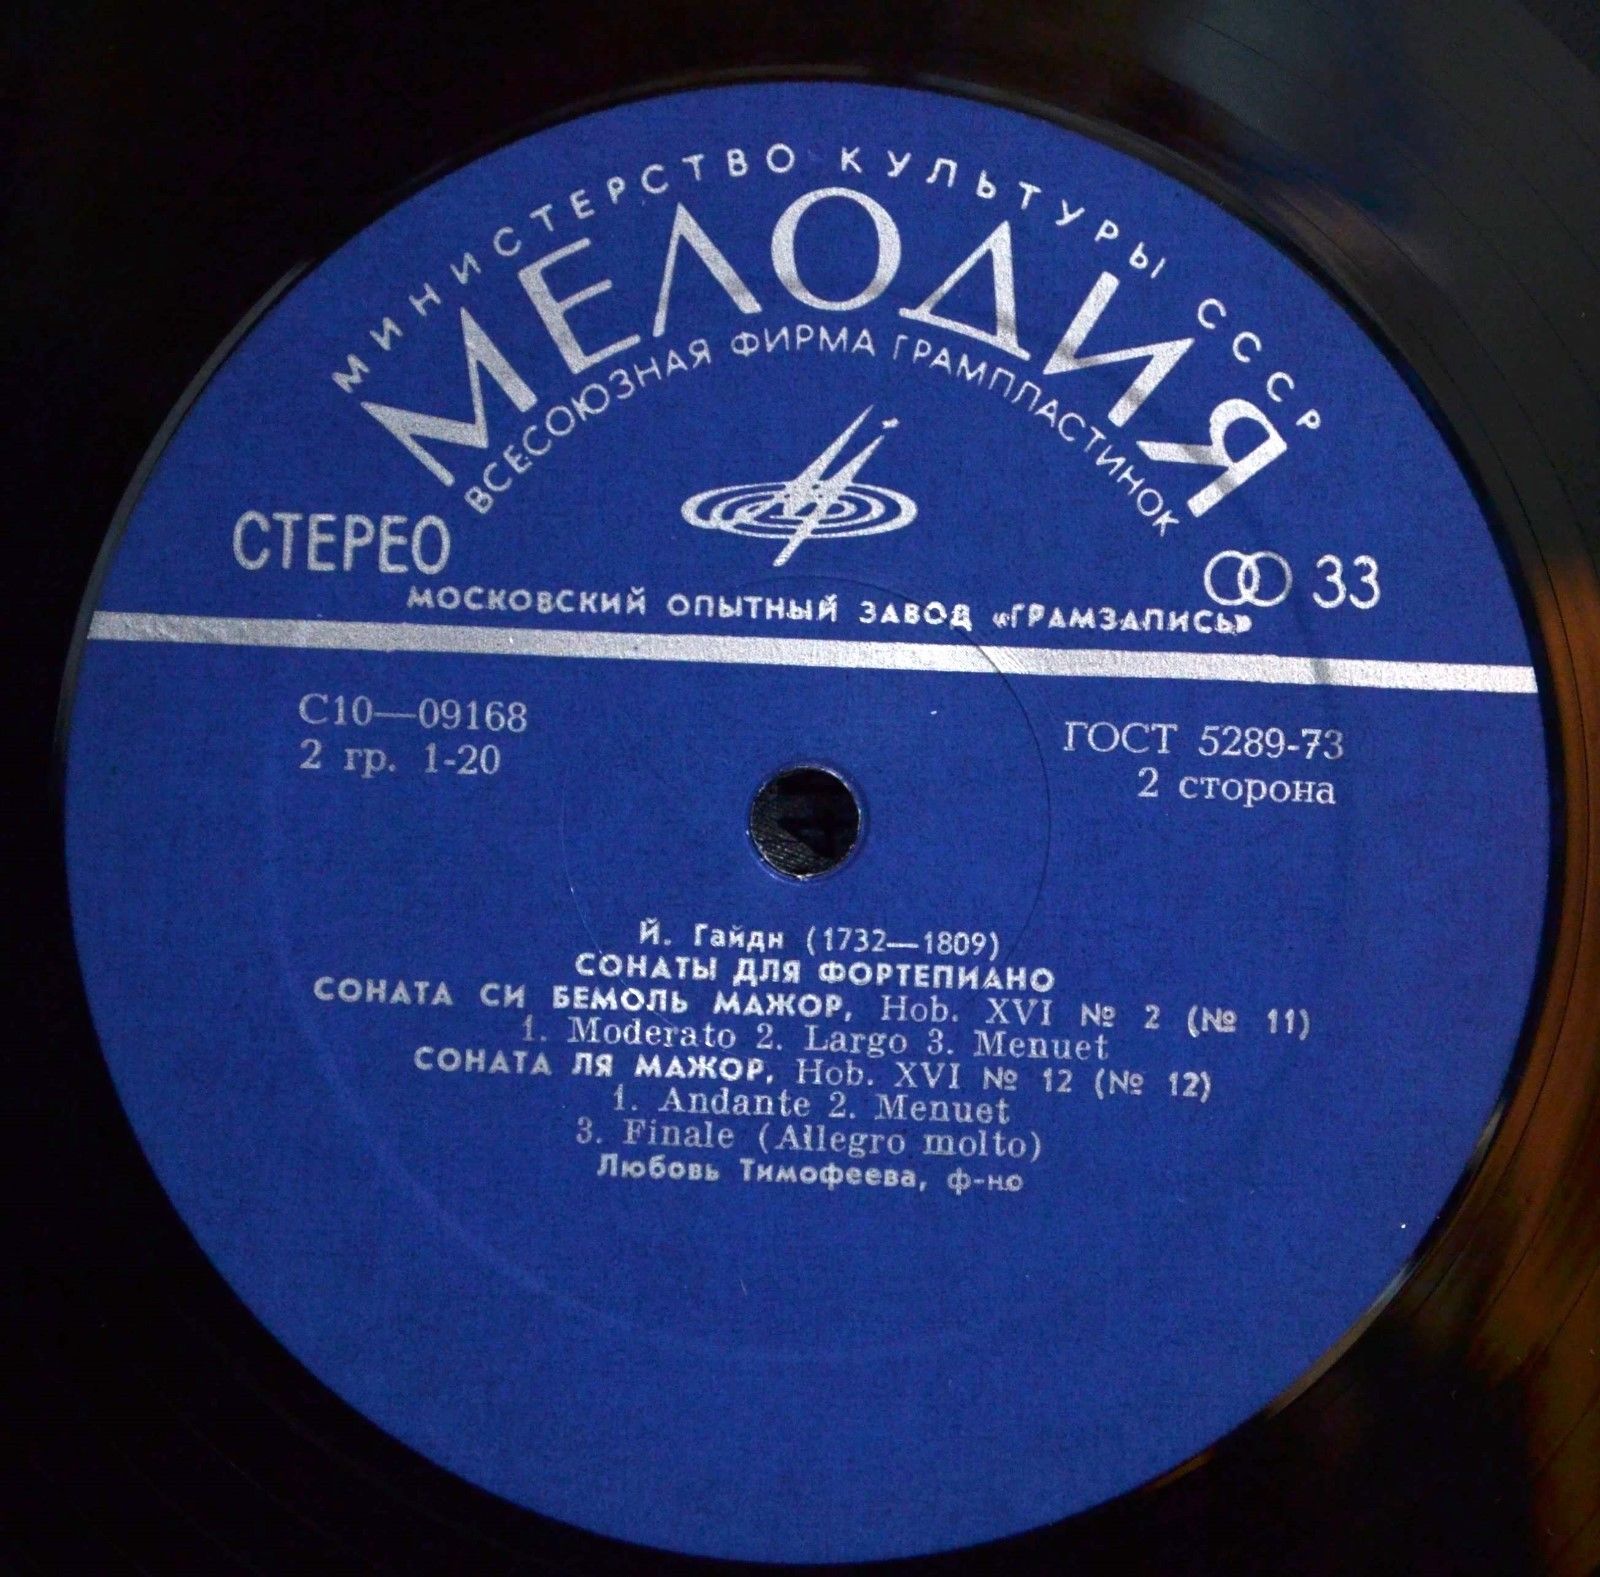 МИНИСТЕРСТВО КУЛЬТУРЫ СССР
МЕЛОДИЯ
ВСЕСОЮЗНАЯ ФИРМА ГРАМПЛАСТИНОК
СТЕРЕО
33
МОСКОВСКИЙ ОПЫТНЫЙ ЗАВОД «ГРАМЗАПИСЬ»
С10—09168
ГОСТ 5289-73
2 гр. 1-20
2 сторона
Й. Гайдн (1732—1809)
СОНАТЫ ДЛЯ ФОРТЕПИАНО
СОНАТА СИ БЕМОЛЬ МАЖОР, Hob. XVI № 2 (№ 11)
1. Moderato 2. Largo 3. Menuet
СОНАТА ЛЯ МАЖОР, Hob. XVI № 12 (№ 12)
1. Andante 2. Menuet
3. Finale (Allegro molto)
Любовь Тимофеева, ф-но